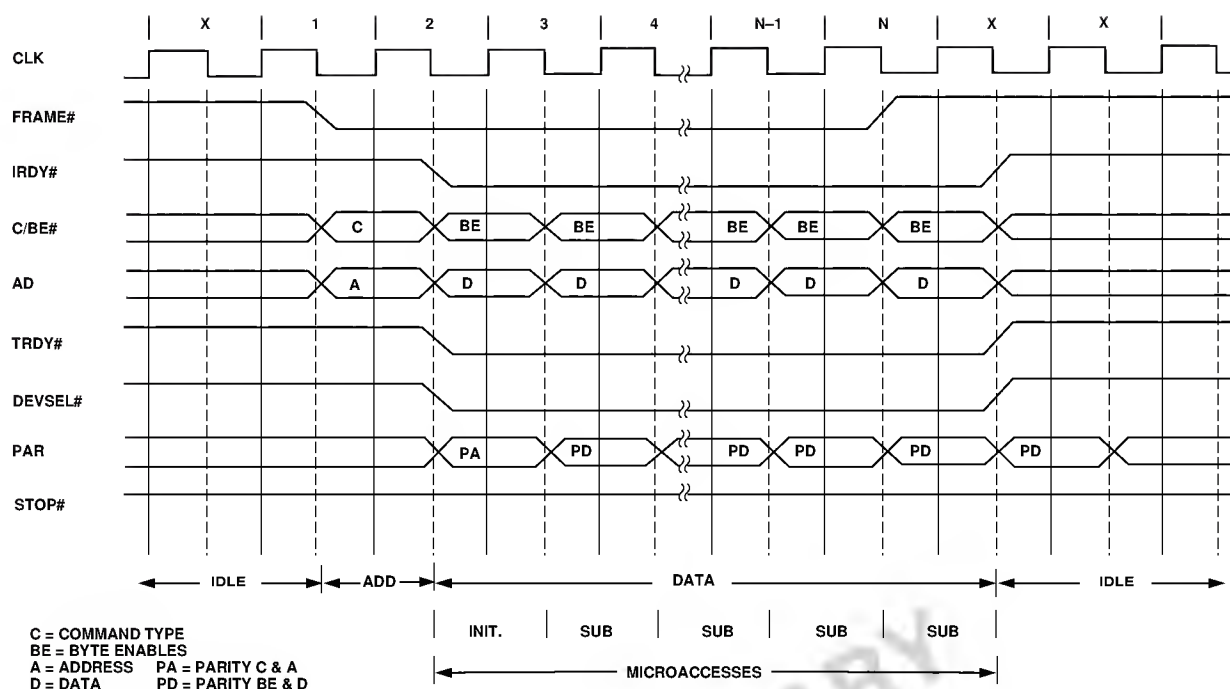 X 1 2 3 4 N–1 N X X
CLK
FRAME#
IRDY#
C/BE# C BE BE BE BE BE
AD A D D D D D
TRDY#
DEVSEL#
PAR PA PD PD PD PD PD
STOP#
IDLE ADD DATA IDLE
INIT. SUB SUB SUB SUB
MICROACCESSES
C = COMMAND TYPE
BE = BYTE ENABLES
A = ADDRESS PA = PARITY C & A
D = DATA PD = PARITY BE & D